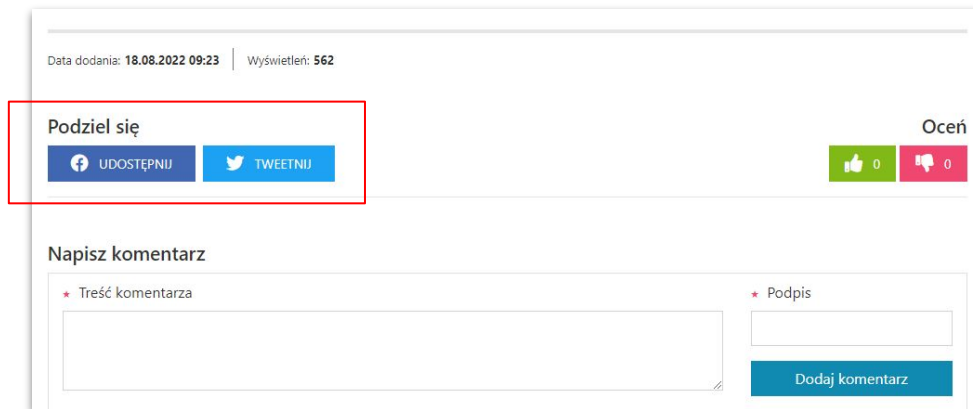 Data dodania: 18.08.2022 09:23 Wyświetleń: 562
Podziel się
Oceń
UDOSTĘPNIJ TWEETNIJ
0 0
Napisz komentarz
* Treść komentarza
* Podpis
Dodaj komentarz